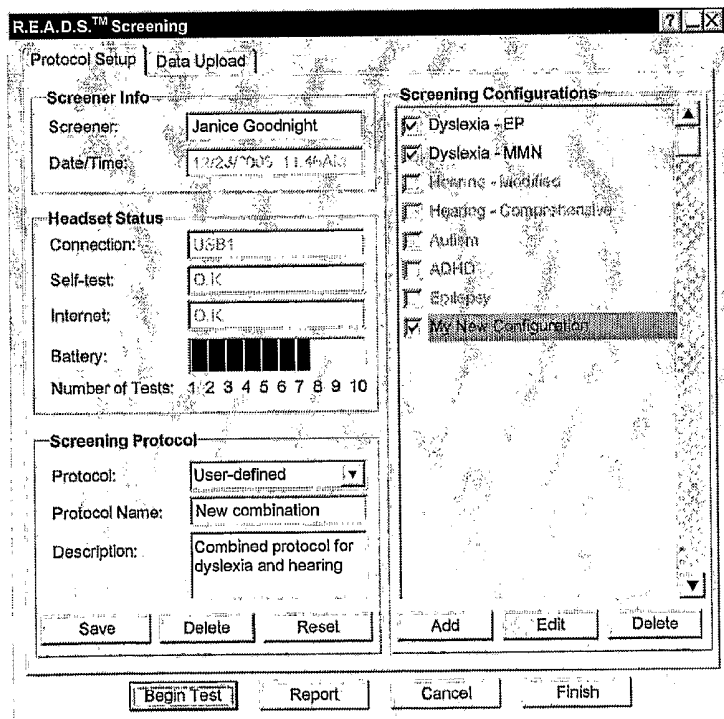 R.E.A.D.S.™ Screening
Protocol Setup
Data Upload
Screener Info
Screener: Janice Goodnight
Date/Time: 11:46AM
Headset Status
Connection: USB1
Self-test: O.K
Internet: O.K
Battery:
Number of Tests: 1 2 3 4 5 6 7 8 9 10
Screening Protocol
Protocol: User-defined
Protocol Name: New combination
Description: Combined protocol for
dyslexia and hearing
Save Delete Reset
Screening Configurations
Dyslexia - EP
Dyslexia - MMN
Hearing - Modified
Hearing - Comprehensive
Autism
ADHD
Epilepsy
My New Configuration
Add Edit Delete
Begin Test Report Cancel Finish